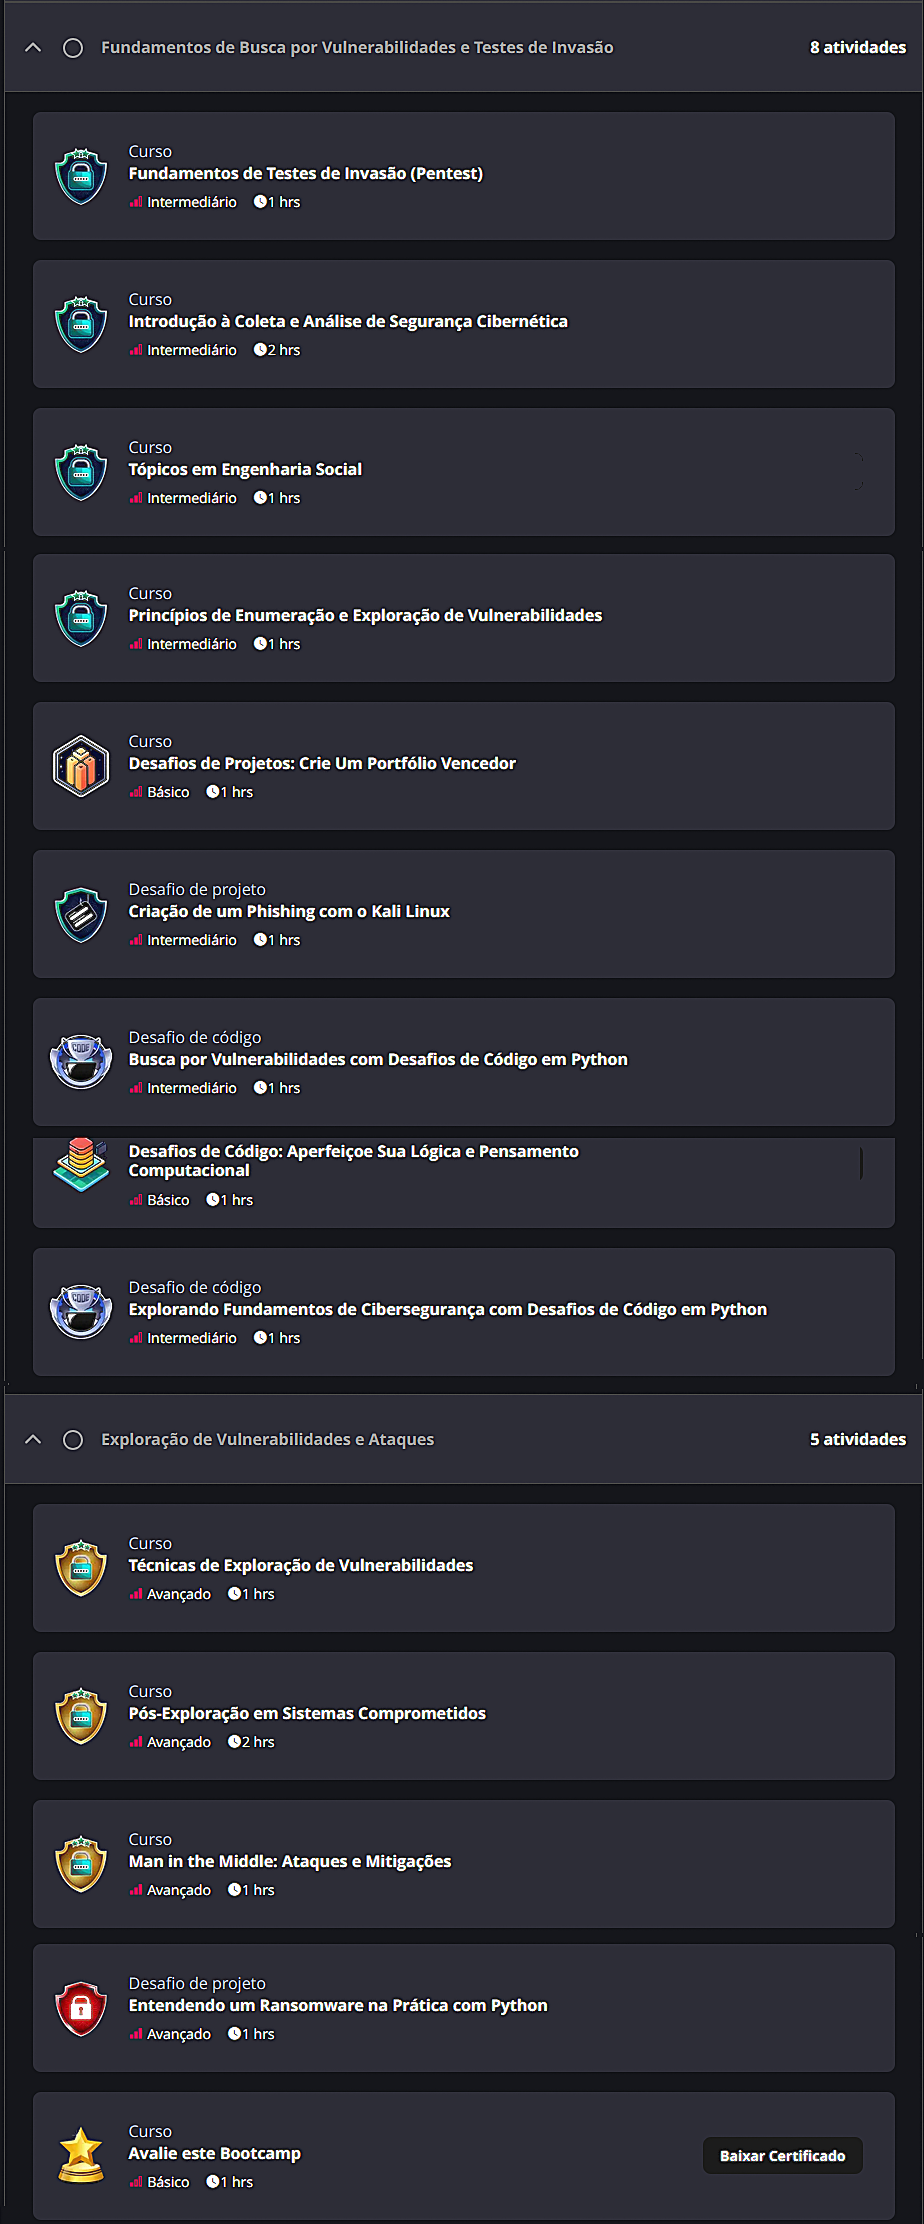 Fundamentos de Busca por Vulnerabilidades e Testes de Invasão
8 atividades
Curso
Fundamentos de Testes de Invasão (Pentest)
Intermediário 1 hrs
Curso
Introdução à Coleta e Análise de Segurança Cibernética
Intermediário 2 hrs
Curso
Tópicos em Engenharia Social
Intermediário 1 hrs
Curso
Princípios de Enumeração e Exploração de Vulnerabilidades
Intermediário 1 hrs
Curso
Desafios de Projetos: Crie Um Portfólio Vencedor
Básico 1 hrs
Desafio de projeto
Criação de um Phishing com o Kali Linux
Intermediário 1 hrs
CODE
Desafio de código
Busca por Vulnerabilidades com Desafios de Código em Python
Intermediário 1 hrs
Desafios de Código: Aperfeiçoe Sua Lógica e Pensamento
Computacional
Básico 1 hrs
CODE
Desafio de código
Explorando Fundamentos de Cibersegurança com Desafios de Código em Python
Intermediário 1 hrs
Exploração de Vulnerabilidades e Ataques
5 atividades
Curso
Técnicas de Exploração de Vulnerabilidades
Avançado 1 hrs
Curso
Pós-Exploração em Sistemas Comprometidos
Avançado 2 hrs
Curso
Man in the Middle: Ataques e Mitigações
Avançado 1 hrs
Desafio de projeto
Entendendo um Ransomware na Prática com Python
Avançado 1 hrs
Curso
Avalie este Bootcamp
Básico 1 hrs
Baixar Certificado